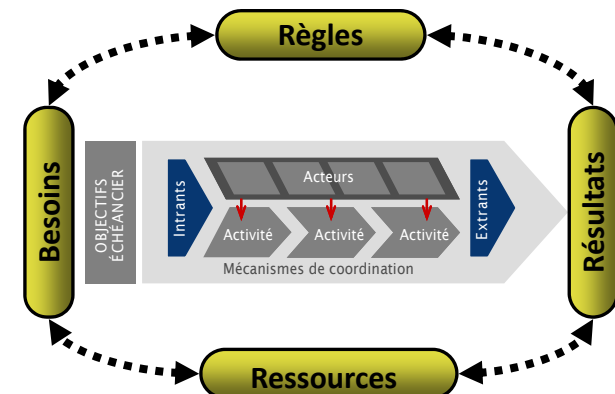 Règles
Besoins
OBJECTIFS
ÉCHÉANCIER
Intrants
Acteurs
Activité
Activité
Activité
Mécanismes de coordination
Extrants
Résultats
Ressources